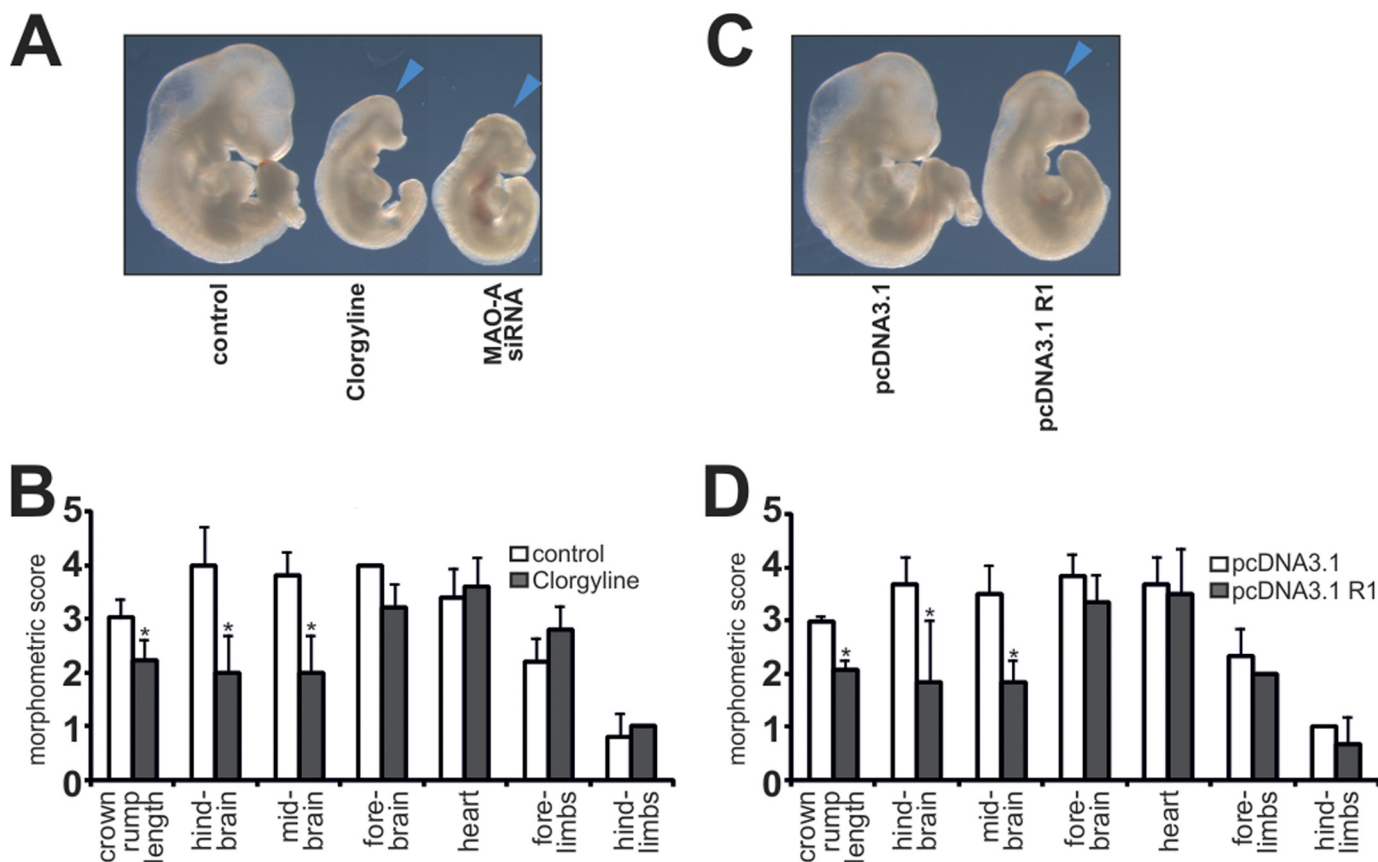 A
control
Clorgyline
MAO-A
siRNA
C
pcDNA3.1
pcDNA3.1 R1
B
morphometric score
5
4
3
2
1
0
control
Clorgyline
*
*
*
crown
rump
length
hind-
brain
mid-
brain
fore-
brain
heart
fore-
limbs
hind-
limbs
D
morphometric score
5
4
3
2
1
0
pcDNA3.1
pcDNA3.1 R1
*
*
*
crown
rump
length
hind-
brain
mid-
brain
fore-
brain
heart
fore-
limbs
hind-
limbs